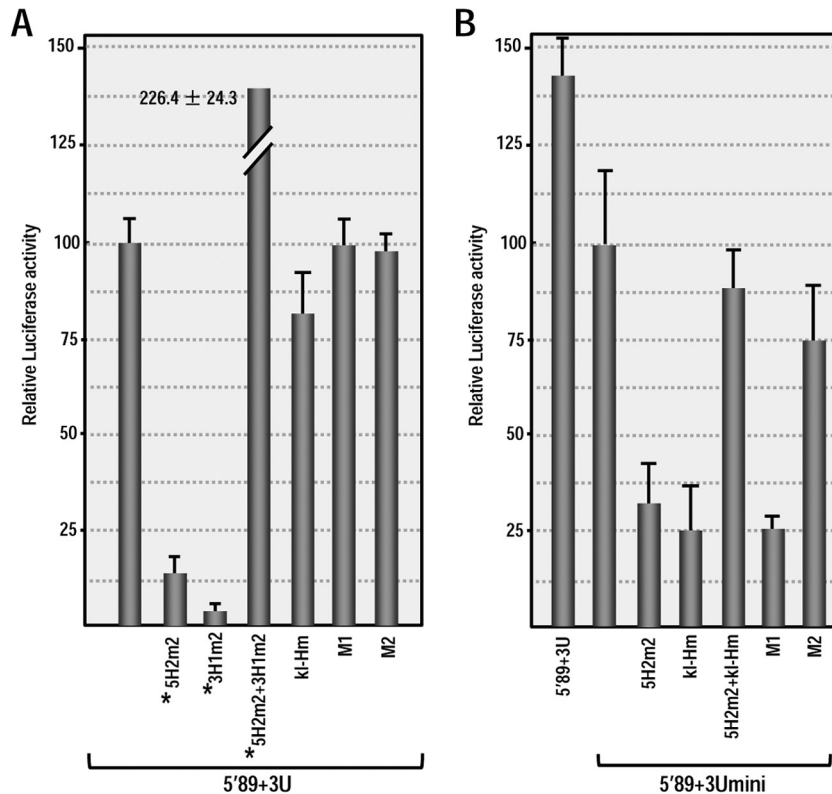 A
Relative Luciferase activity
150
125
100
75
50
25
226.4 ± 24.3
*5H2m2
*3H1m2
*5H2m2+3H1m2
kl-Hm
M1
M2
5′89+3U
B
Relative Luciferase activity
150
125
100
75
50
25
5′89+3U
5H2m2
kl-Hm
5H2m2+kl-Hm
M1
M2
5′89+3Umini